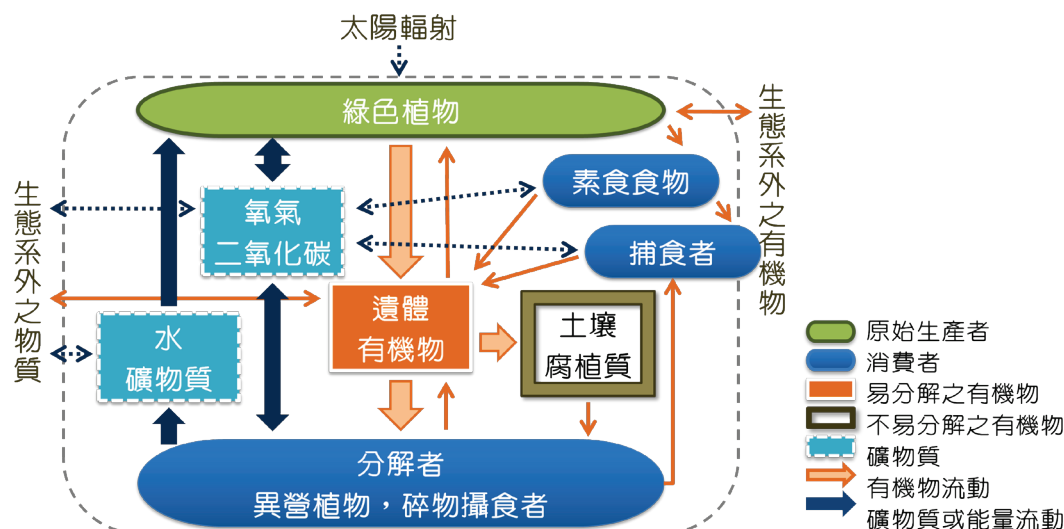 太陽輻射
綠色植物
生態系外之有機物
素食食物
氧氣
二氧化碳
捕食者
生態系外之物質
遺體
有機物
土壤
腐植質
水
礦物質
分解者
異營植物，碎物攝食者
原始生產者
消費者
易分解之有機物
不易分解之有機物
礦物質
有機物流動
礦物質或能量流動